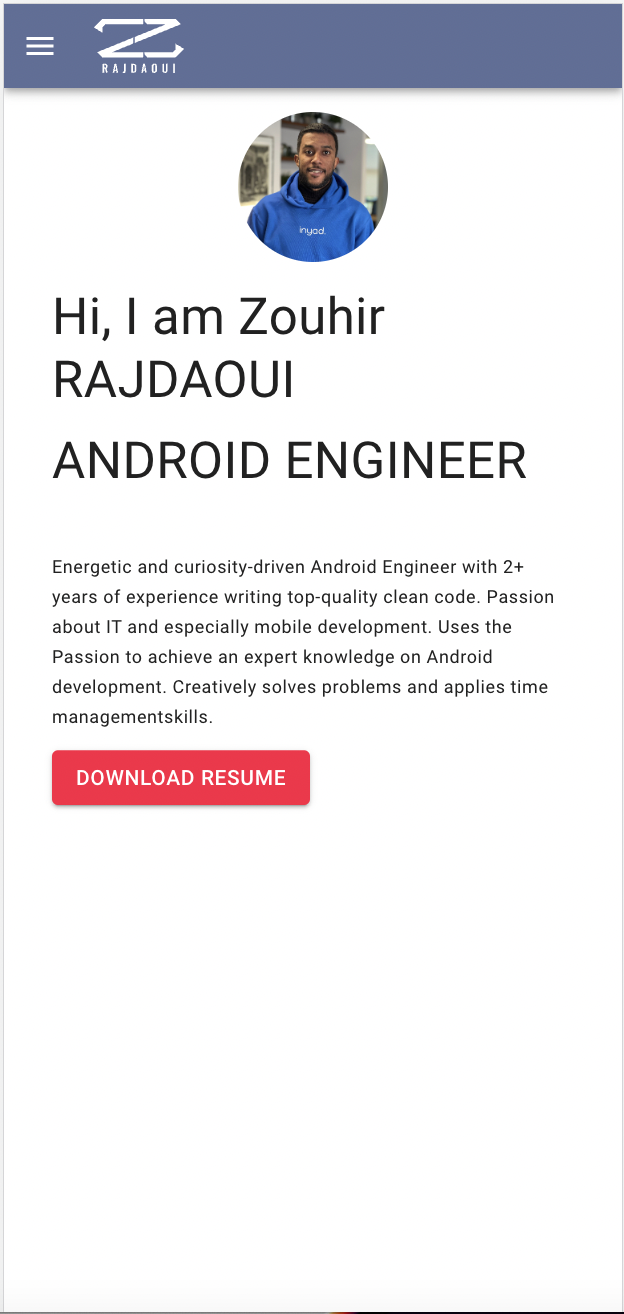 RAJDAOUI
inyad.
Hi, I am Zouhir
RAJDAOUI
ANDROID ENGINEER
Energetic and curiosity-driven Android Engineer with 2+
years of experience writing top-quality clean code. Passion
about IT and especially mobile development. Uses the
Passion to achieve an expert knowledge on Android
development. Creatively solves problems and applies time
managementskills.
DOWNLOAD RESUME